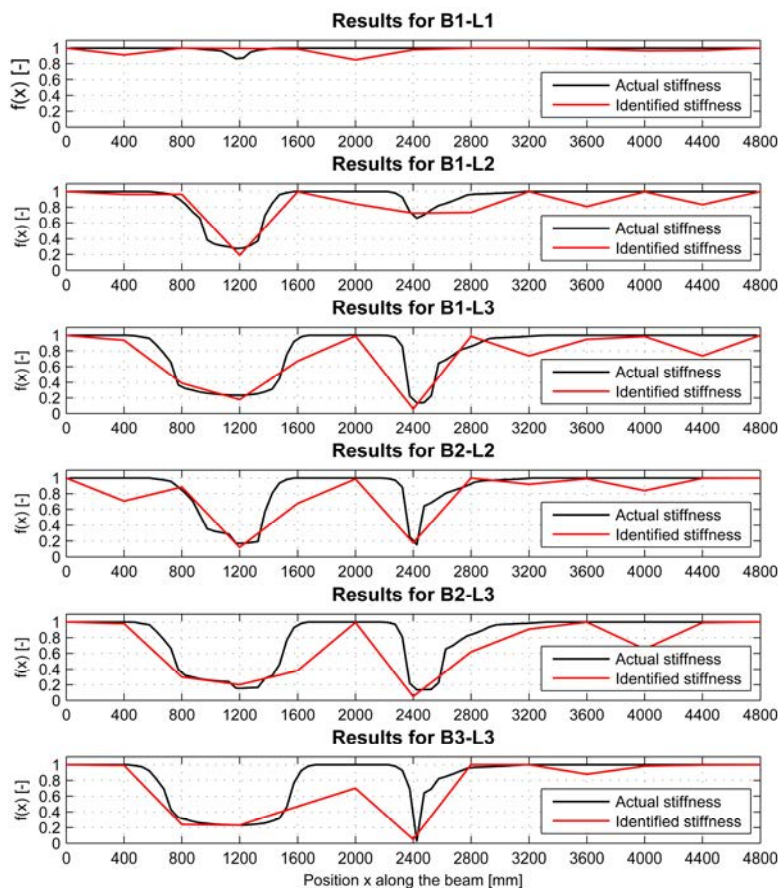 Results for B1-L1
f(x) [-]
1
0.8
0.6
0.4
0.2
0
Actual stiffness
Identified stiffness
0 400 800 1200 1600 2000 2400 2800 3200 3600 4000 4400 4800
Results for B1-L2
f(x) [-]
1
0.8
0.6
0.4
0.2
0
Actual stiffness
Identified stiffness
0 400 800 1200 1600 2000 2400 2800 3200 3600 4000 4400 4800
Results for B1-L3
f(x) [-]
1
0.8
0.6
0.4
0.2
0
Actual stiffness
Identified stiffness
0 400 800 1200 1600 2000 2400 2800 3200 3600 4000 4400 4800
Results for B2-L2
f(x) [-]
1
0.8
0.6
0.4
0.2
0
Actual stiffness
Identified stiffness
0 400 800 1200 1600 2000 2400 2800 3200 3600 4000 4400 4800
Results for B2-L3
f(x) [-]
1
0.8
0.6
0.4
0.2
0
Actual stiffness
Identified stiffness
0 400 800 1200 1600 2000 2400 2800 3200 3600 4000 4400 4800
Results for B3-L3
f(x) [-]
1
0.8
0.6
0.4
0.2
0
Actual stiffness
Identified stiffness
0 400 800 1200 1600 2000 2400 2800 3200 3600 4000 4400 4800
Position x along the beam [mm]